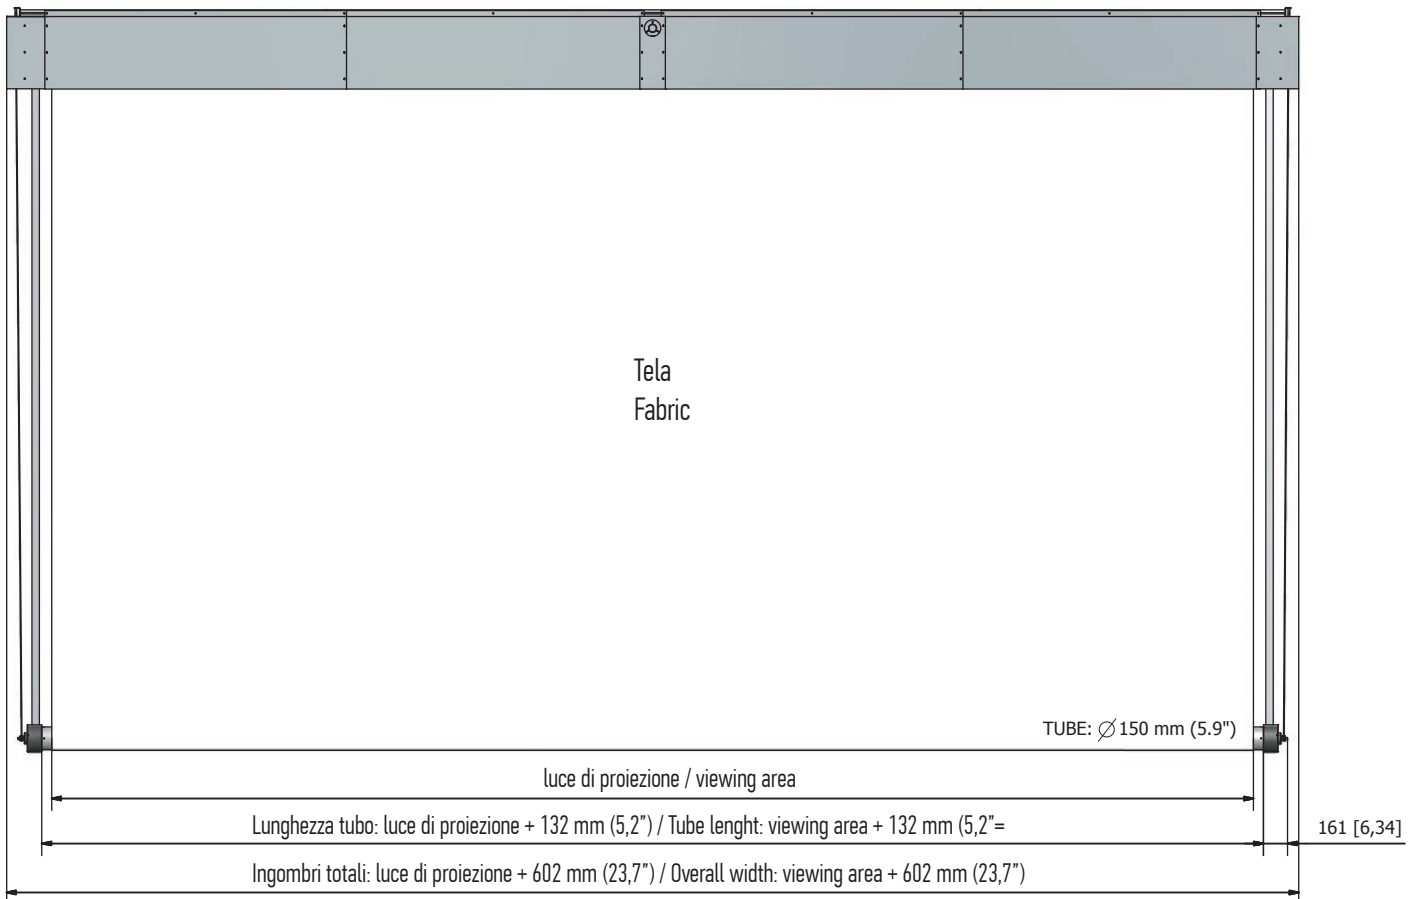 Tela
Fabric
TUBE: ∅ 150 mm (5.9")
luce di proiezione / viewing area
Lunghezza tubo: luce di proiezione + 132 mm (5,2”) / Tube lenght: viewing area + 132 mm (5,2”=
161 [6,34]
Ingombri totali: luce di proiezione + 602 mm (23,7”) / Overall width: viewing area + 602 mm (23,7”)